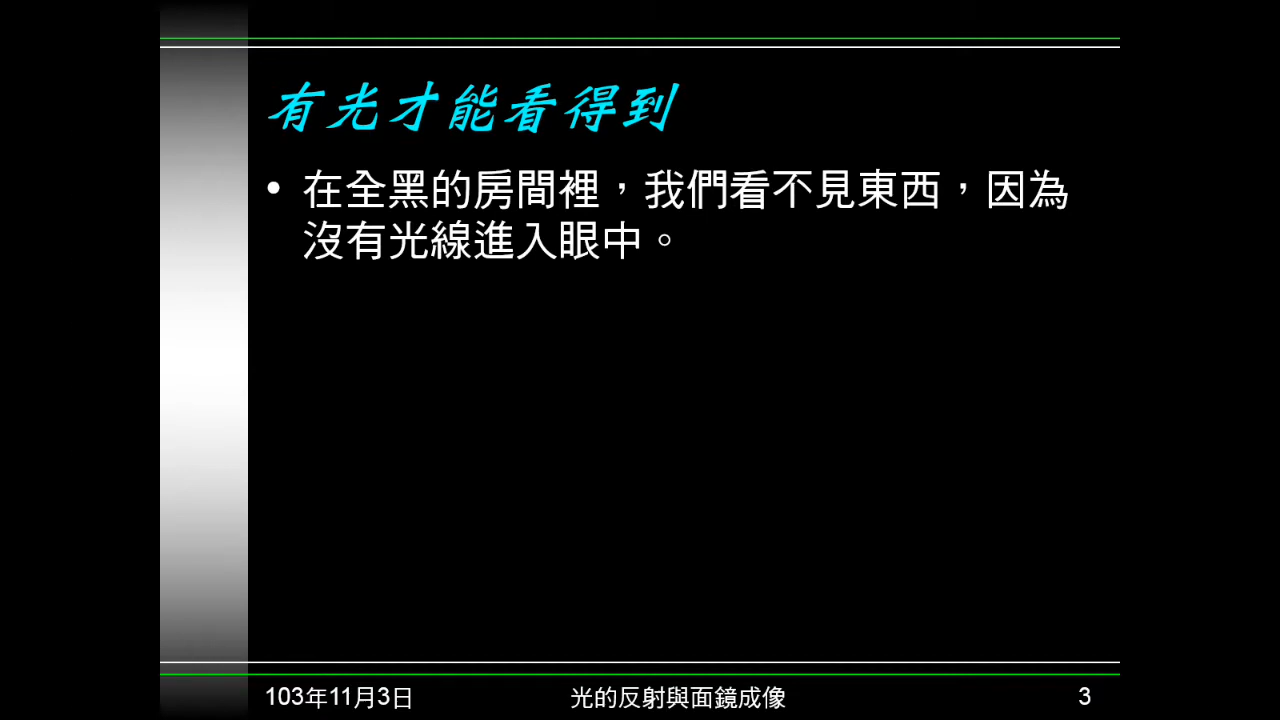 有光才能看得到
• 在全黑的房間裡，我們看不見東西，因為
沒有光線進入眼中。
103年11月3日
光的反射與面鏡成像
3